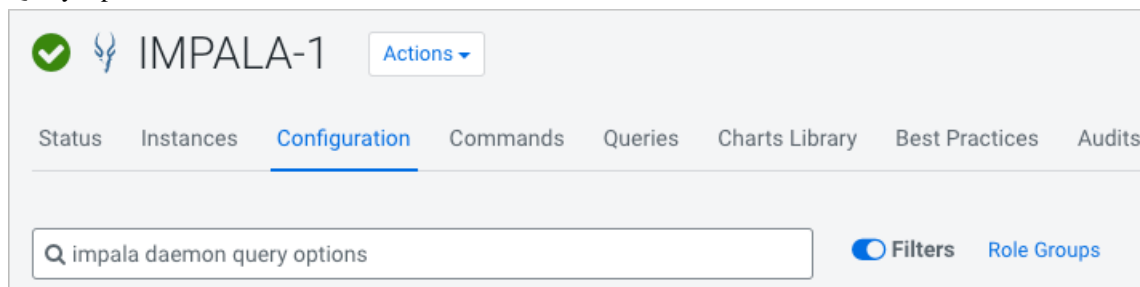 IMPALA-1 Actions
Status Instances Configuration Commands Queries Charts Library Best Practices Audits
impala daemon query options Filters Role Groups